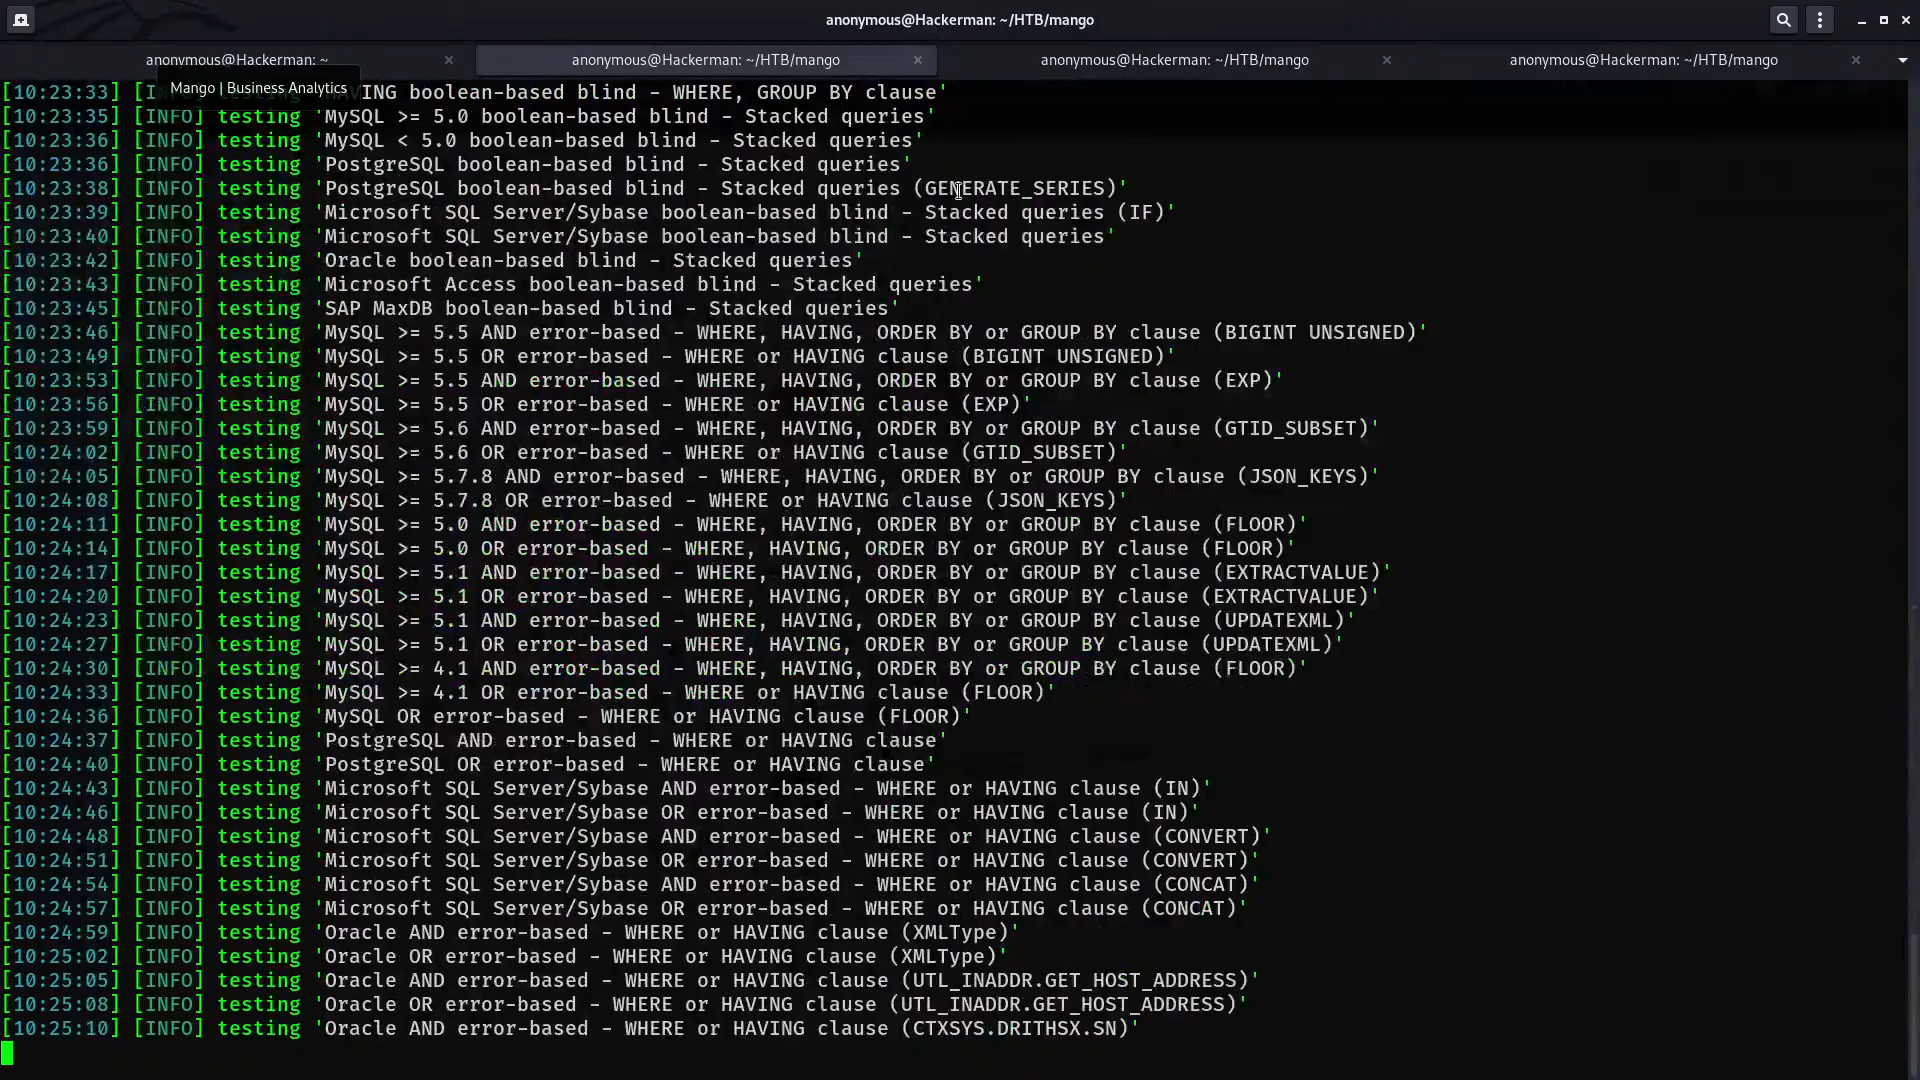 anonymous@Hackerman: ~/HTB/mango
anonymous@Hackerman: ~
anonymous@Hackerman: ~/HTB/mango
anonymous@Hackerman: ~/HTB/mango
anonymous@Hackerman: ~/HTB/mango
Mango | Business Analytics
[10:23:33] [I AVING boolean-based blind - WHERE, GROUP BY clause'
[10:23:35] [INFO] testing 'MySQL >= 5.0 boolean-based blind - Stacked queries'
[10:23:36] [INFO] testing 'MySQL < 5.0 boolean-based blind - Stacked queries'
[10:23:36] [INFO] testing 'PostgreSQL boolean-based blind - Stacked queries'
[10:23:38] [INFO] testing 'PostgreSQL boolean-based blind - Stacked queries (GENERATE_SERIES)'
[10:23:39] [INFO] testing 'Microsoft SQL Server/Sybase boolean-based blind - Stacked queries (IF)'
[10:23:40] [INFO] testing 'Microsoft SQL Server/Sybase boolean-based blind - Stacked queries'
[10:23:42] [INFO] testing 'Oracle boolean-based blind - Stacked queries'
[10:23:43] [INFO] testing 'Microsoft Access boolean-based blind - Stacked queries'
[10:23:45] [INFO] testing 'SAP MaxDB boolean-based blind - Stacked queries'
[10:23:46] [INFO] testing 'MySQL >= 5.5 AND error-based - WHERE, HAVING, ORDER BY or GROUP BY clause (BIGINT UNSIGNED)'
[10:23:49] [INFO] testing 'MySQL >= 5.5 OR error-based - WHERE or HAVING clause (BIGINT UNSIGNED)'
[10:23:53] [INFO] testing 'MySQL >= 5.5 AND error-based - WHERE, HAVING, ORDER BY or GROUP BY clause (EXP)'
[10:23:56] [INFO] testing 'MySQL >= 5.5 OR error-based - WHERE or HAVING clause (EXP)'
[10:23:59] [INFO] testing 'MySQL >= 5.6 AND error-based - WHERE, HAVING, ORDER BY or GROUP BY clause (GTID_SUBSET)'
[10:24:02] [INFO] testing 'MySQL >= 5.6 OR error-based - WHERE or HAVING clause (GTID_SUBSET)'
[10:24:05] [INFO] testing 'MySQL >= 5.7.8 AND error-based - WHERE, HAVING, ORDER BY or GROUP BY clause (JSON_KEYS)'
[10:24:08] [INFO] testing 'MySQL >= 5.7.8 OR error-based - WHERE or HAVING clause (JSON_KEYS)'
[10:24:11] [INFO] testing 'MySQL >= 5.0 AND error-based - WHERE, HAVING, ORDER BY or GROUP BY clause (FLOOR)'
[10:24:14] [INFO] testing 'MySQL >= 5.0 OR error-based - WHERE, HAVING, ORDER BY or GROUP BY clause (FLOOR)'
[10:24:17] [INFO] testing 'MySQL >= 5.1 AND error-based - WHERE, HAVING, ORDER BY or GROUP BY clause (EXTRACTVALUE)'
[10:24:20] [INFO] testing 'MySQL >= 5.1 OR error-based - WHERE, HAVING, ORDER BY or GROUP BY clause (EXTRACTVALUE)'
[10:24:23] [INFO] testing 'MySQL >= 5.1 AND error-based - WHERE, HAVING, ORDER BY or GROUP BY clause (UPDATEXML)'
[10:24:27] [INFO] testing 'MySQL >= 5.1 OR error-based - WHERE, HAVING, ORDER BY or GROUP BY clause (UPDATEXML)'
[10:24:30] [INFO] testing 'MySQL >= 4.1 AND error-based - WHERE, HAVING, ORDER BY or GROUP BY clause (FLOOR)'
[10:24:33] [INFO] testing 'MySQL >= 4.1 OR error-based - WHERE or HAVING clause (FLOOR)'
[10:24:36] [INFO] testing 'MySQL OR error-based - WHERE or HAVING clause (FLOOR)'
[10:24:37] [INFO] testing 'PostgreSQL AND error-based - WHERE or HAVING clause'
[10:24:40] [INFO] testing 'PostgreSQL OR error-based - WHERE or HAVING clause'
[10:24:43] [INFO] testing 'Microsoft SQL Server/Sybase AND error-based - WHERE or HAVING clause (IN)'
[10:24:46] [INFO] testing 'Microsoft SQL Server/Sybase OR error-based - WHERE or HAVING clause (IN)'
[10:24:48] [INFO] testing 'Microsoft SQL Server/Sybase AND error-based - WHERE or HAVING clause (CONVERT)'
[10:24:51] [INFO] testing 'Microsoft SQL Server/Sybase OR error-based - WHERE or HAVING clause (CONVERT)'
[10:24:54] [INFO] testing 'Microsoft SQL Server/Sybase AND error-based - WHERE or HAVING clause (CONCAT)'
[10:24:57] [INFO] testing 'Microsoft SQL Server/Sybase OR error-based - WHERE or HAVING clause (CONCAT)'
[10:24:59] [INFO] testing 'Oracle AND error-based - WHERE or HAVING clause (XMLType)'
[10:25:02] [INFO] testing 'Oracle OR error-based - WHERE or HAVING clause (XMLType)'
[10:25:05] [INFO] testing 'Oracle AND error-based - WHERE or HAVING clause (UTL_INADDR.GET_HOST_ADDRESS)'
[10:25:08] [INFO] testing 'Oracle OR error-based - WHERE or HAVING clause (UTL_INADDR.GET_HOST_ADDRESS)'
[10:25:10] [INFO] testing 'Oracle AND error-based - WHERE or HAVING clause (CTXSYS.DRITHSX.SN)'